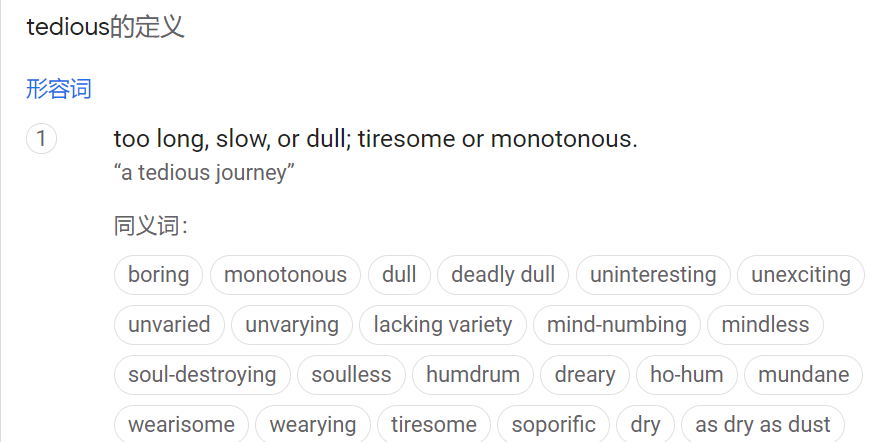 tedious的定义
形容词
1 too long, slow, or dull; tiresome or monotonous.
“a tedious journey”
同义词：
boring monotonous dull deadly dull uninteresting unexciting
unvaried unvarying lacking variety mind-numbing mindless
soul-destroying soulless humdrum dreary ho-hum mundane
wearisome wearying tiresome soporific dry as dry as dust